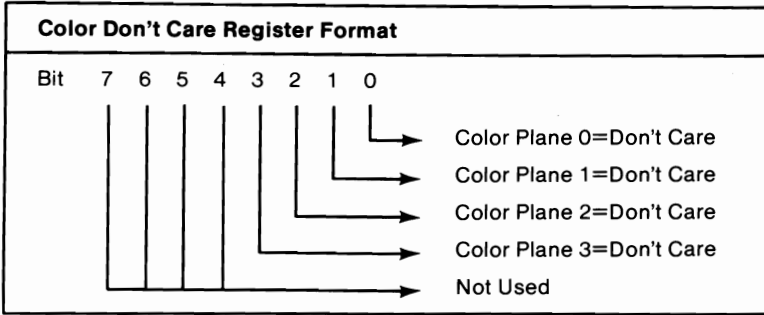 Color Don't Care Register Format
Bit 7 6 5 4 3 2 1 0
Color Plane 0=Don't Care
Color Plane 1=Don't Care
Color Plane 2=Don't Care
Color Plane 3=Don't Care
Not Used